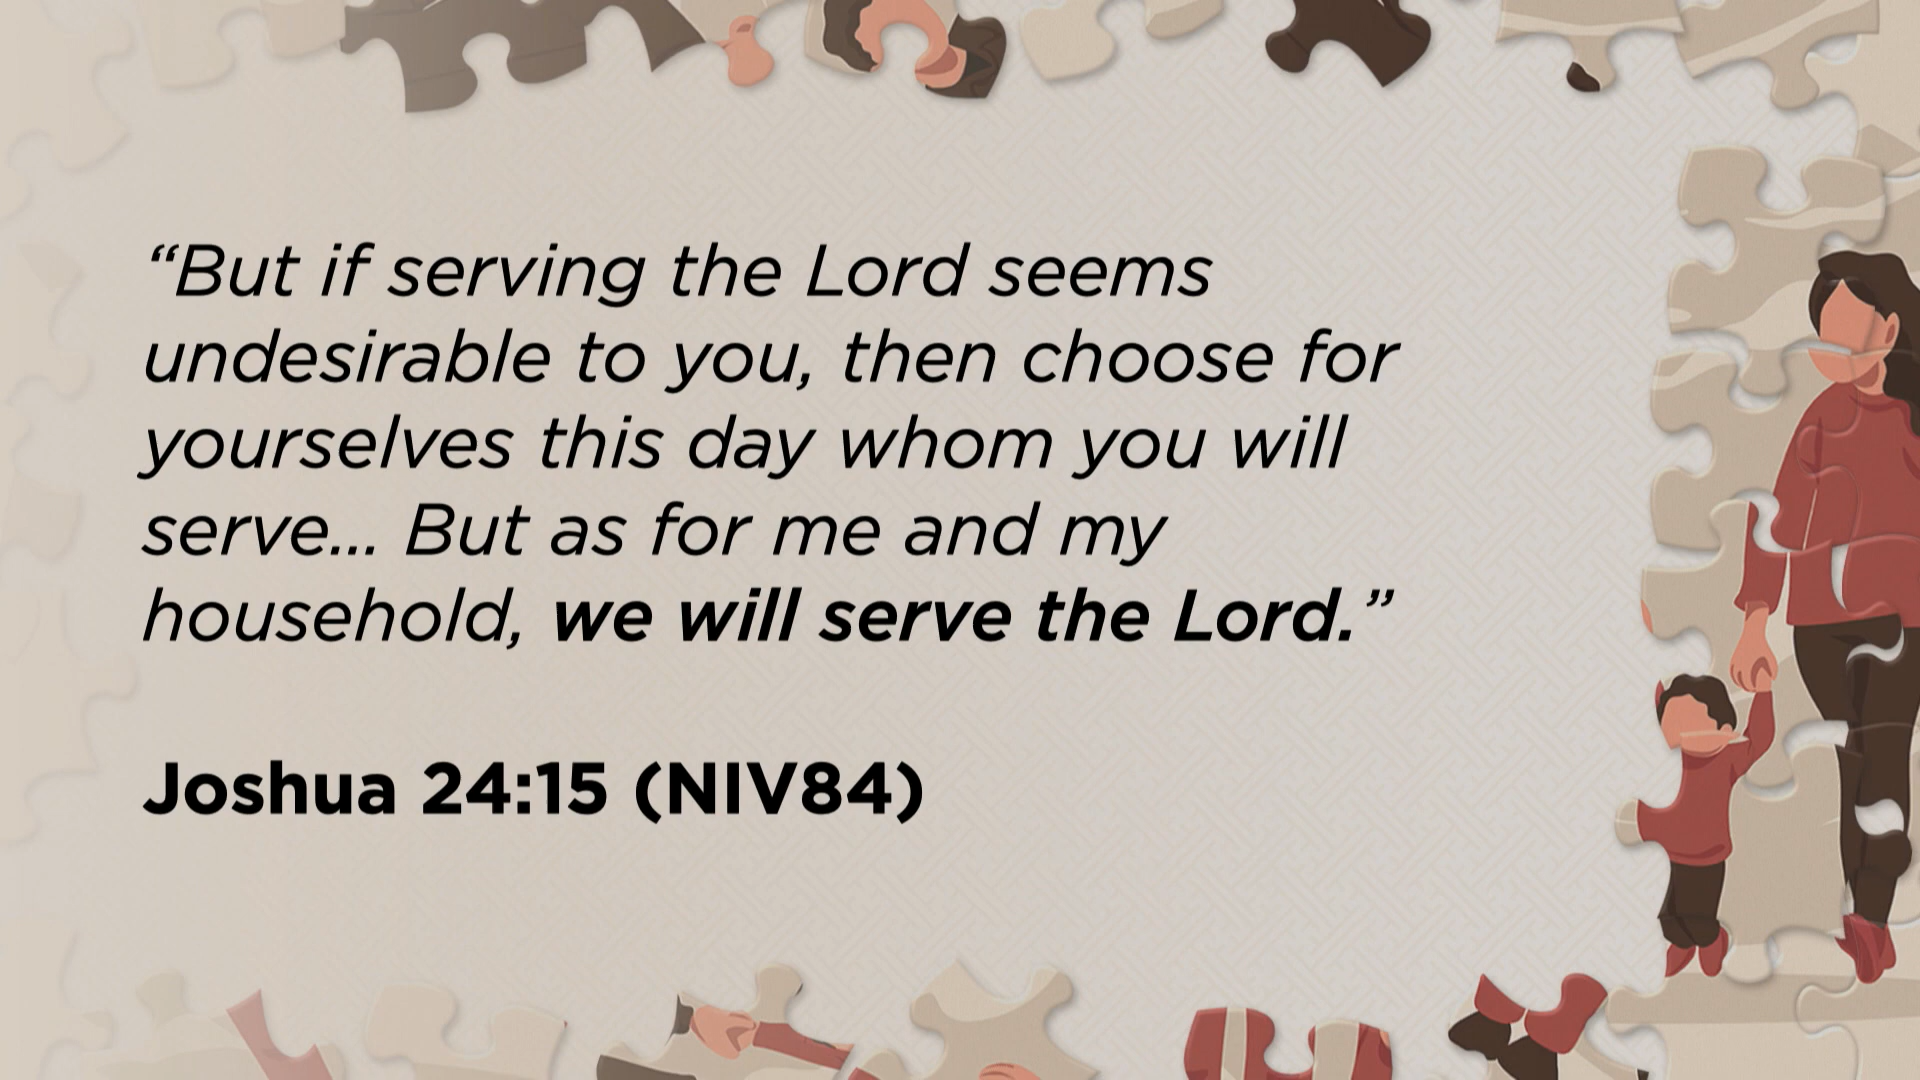 “But if serving the Lord seems
undesirable to you, then choose for
yourselves this day whom you will
serve... But as for me and my
household, we will serve the Lord.”
Joshua 24:15 (NIV84)